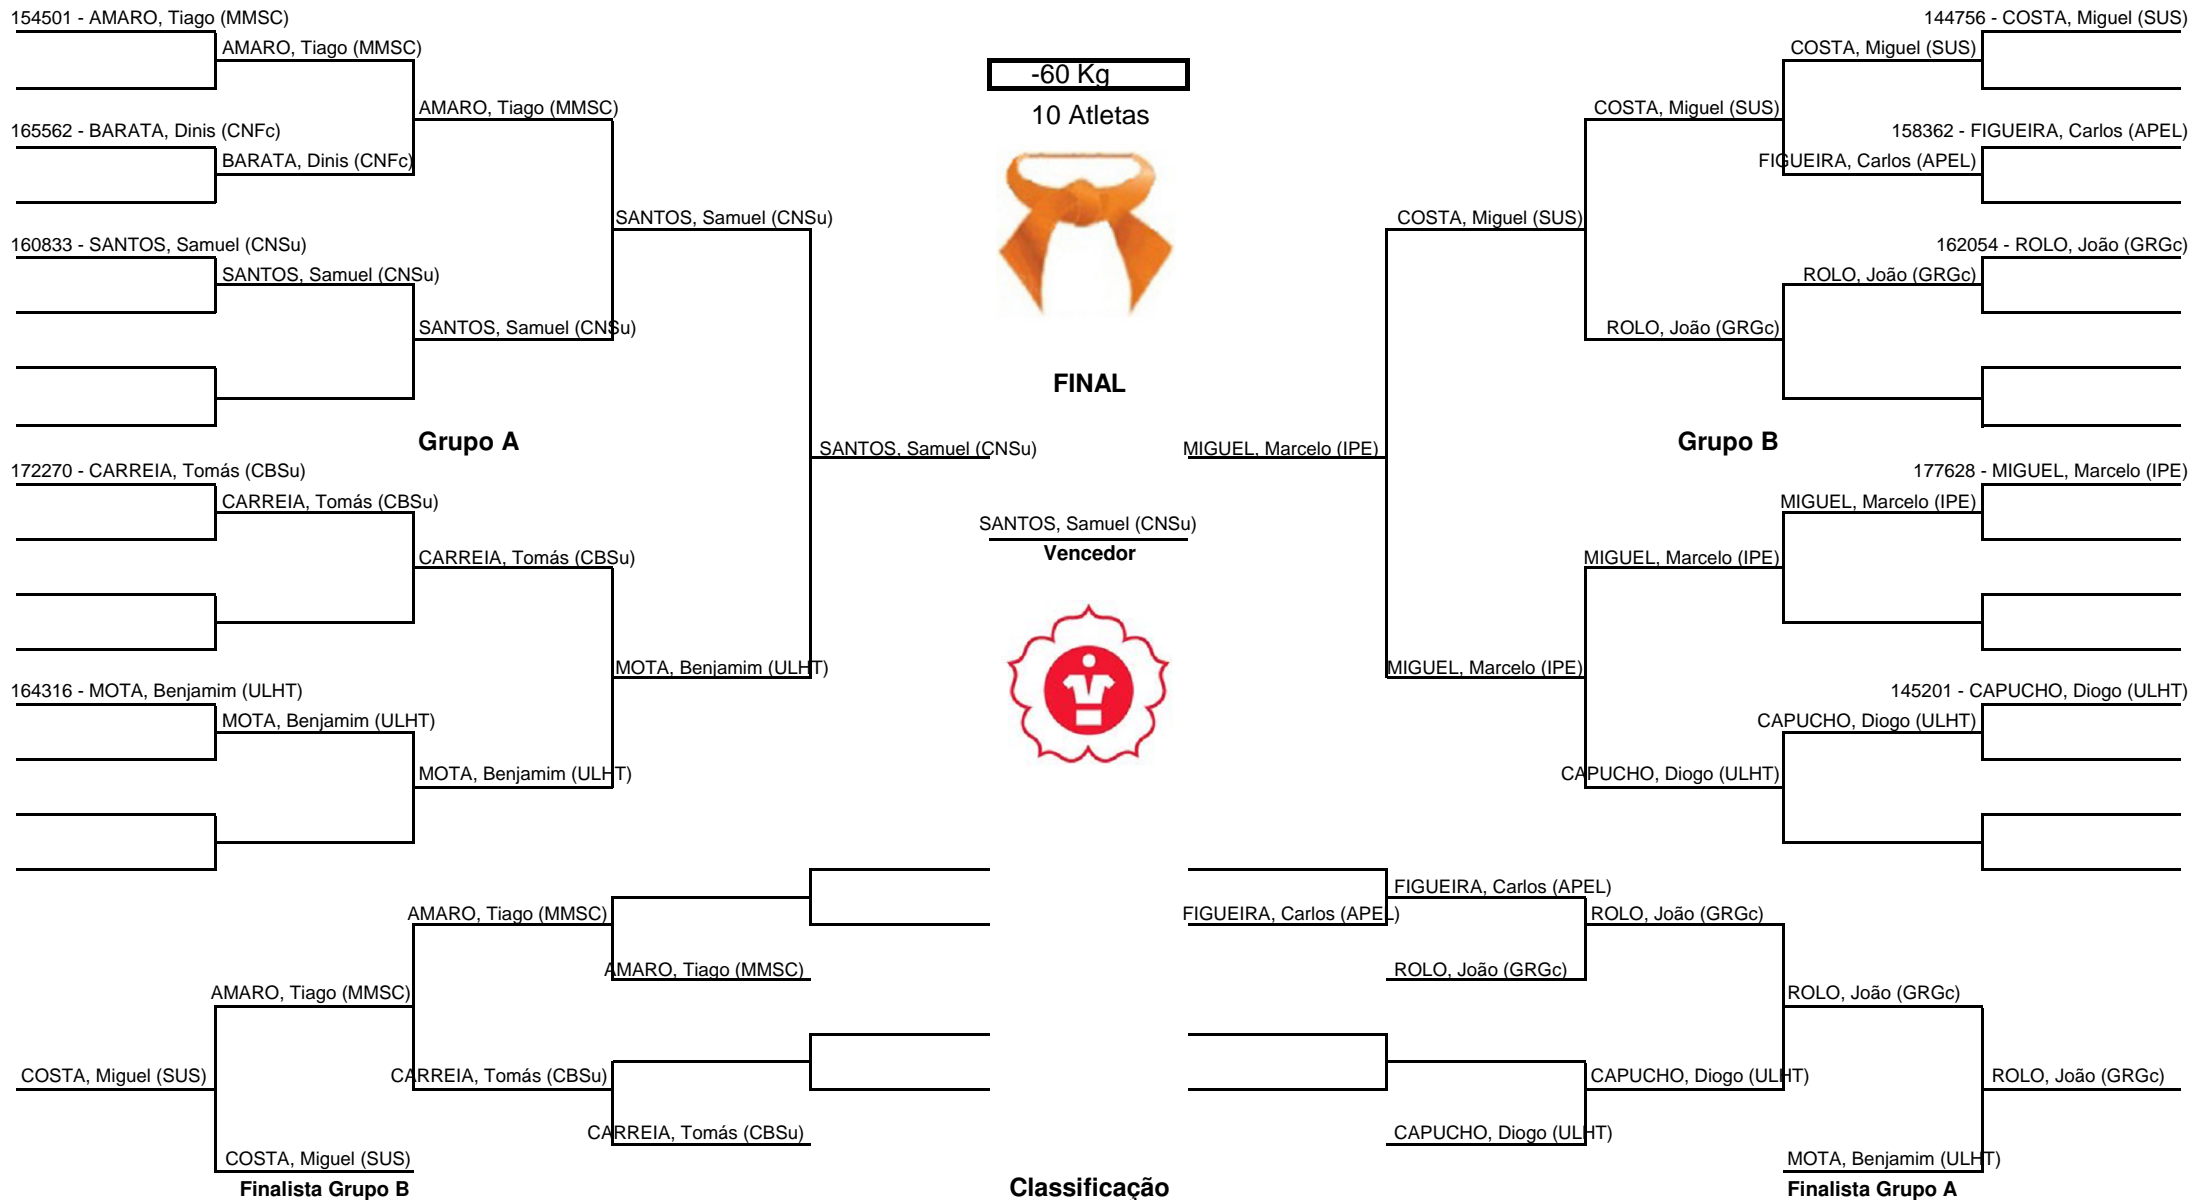 154501 - AMARO, Tiago (MMSC)
AMARO, Tiago (MMSC)
AMARO, Tiago (MMSC)
165562 - BARATA, Dinis (CNFc)
BARATA, Dinis (CNFc)
SANTOS, Samuel (CNSu)
160833 - SANTOS, Samuel (CNSu)
SANTOS, Samuel (CNSu)
SANTOS, Samuel (CNSu)
Grupo A
SANTOS, Samuel (CNSu)
172270 - CARREIA, Tomás (CBSu)
CARREIA, Tomás (CBSu)
CARREIA, Tomás (CBSu)
MOTA, Benjamim (ULHT)
164316 - MOTA, Benjamim (ULHT)
MOTA, Benjamim (ULHT)
MOTA, Benjamim (ULHT)
-60 Kg
10 Atletas
FINAL
SANTOS, Samuel (CNSu)
Vencedor
144756 - COSTA, Miguel (SUS)
COSTA, Miguel (SUS)
COSTA, Miguel (SUS)
158362 - FIGUEIRA, Carlos (APEL)
FIGUEIRA, Carlos (APEL)
COSTA, Miguel (SUS)
162054 - ROLO, João (GRGc)
ROLO, João (GRGc)
ROLO, João (GRGc)
MIGUEL, Marcelo (IPE)
Grupo B
177628 - MIGUEL, Marcelo (IPE)
MIGUEL, Marcelo (IPE)
MIGUEL, Marcelo (IPE)
MIGUEL, Marcelo (IPE)
145201 - CAPUCHO, Diogo (ULHT)
CAPUCHO, Diogo (ULHT)
CAPUCHO, Diogo (ULHT)
AMARO, Tiago (MMSC)
AMARO, Tiago (MMSC)
AMARO, Tiago (MMSC)
COSTA, Miguel (SUS)
CARREIA, Tomás (CBSu)
CARREIA, Tomás (CBSu)
COSTA, Miguel (SUS)
Finalista Grupo B
Classificação
FIGUEIRA, Carlos (APEL)
FIGUEIRA, Carlos (APEL)
ROLO, João (GRGc)
ROLO, João (GRGc)
ROLO, João (GRGc)
CAPUCHO, Diogo (ULHT)
ROLO, João (GRGc)
CAPUCHO, Diogo (ULHT)
MOTA, Benjamim (ULHT)
Finalista Grupo A